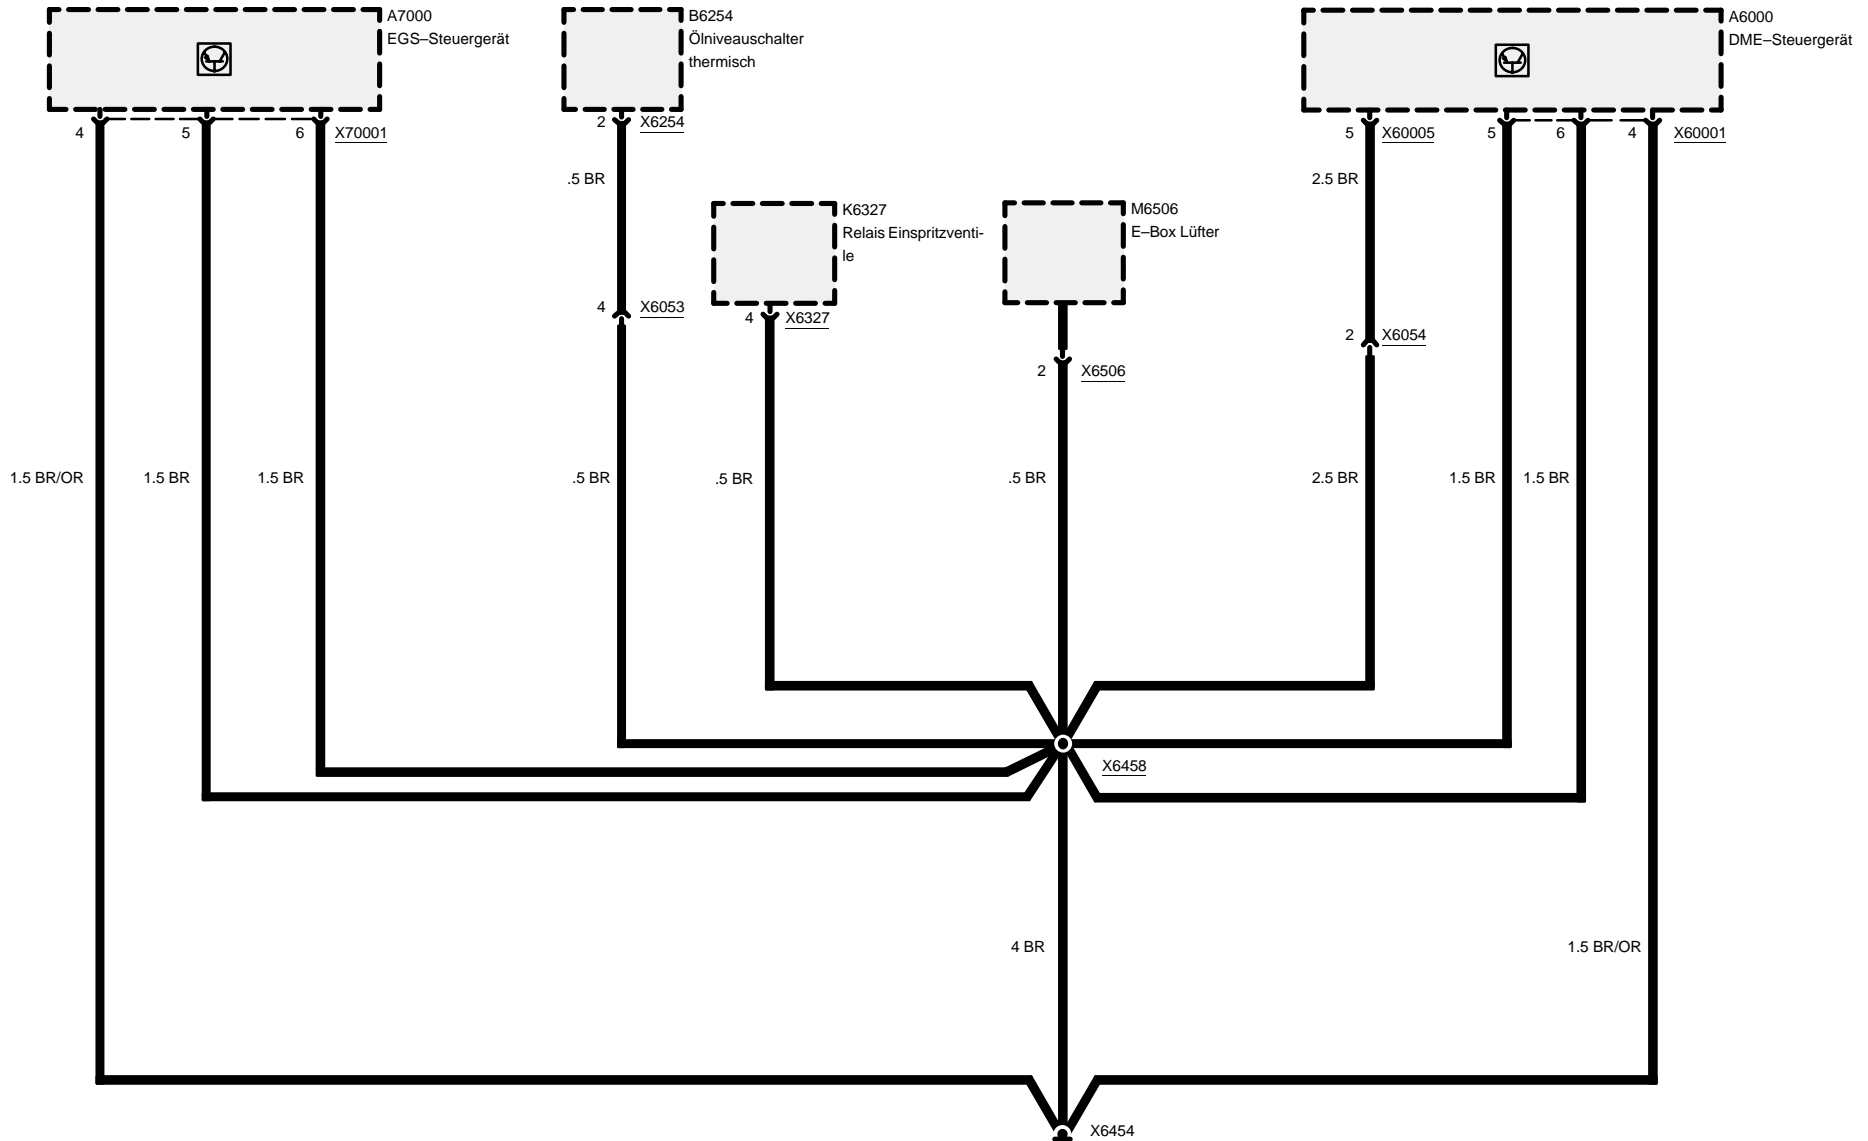 A7000
EGS–Steuergerät
B6254
Ölniveauschalter
thermisch
A6000
DME–Steuergerät
4
5
6
X70001
2
X6254
5
X60005
5
6
4
X60001
.5 BR
2.5 BR
K6327
Relais Einspritzventi-
le
M6506
E–Box Lüfter
4
X6053
4
X6327
2
X6054
2
X6506
1.5 BR/OR
1.5 BR
1.5 BR
.5 BR
.5 BR
.5 BR
2.5 BR
1.5 BR
1.5 BR
X6458
4 BR
1.5 BR/OR
X6454